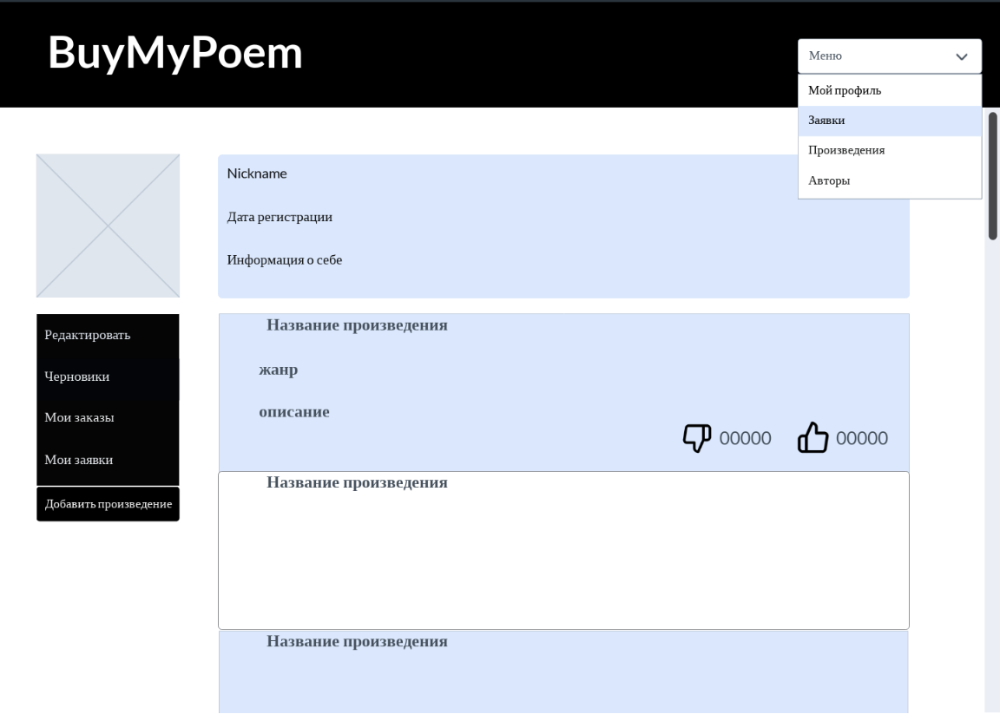 BuyMyPoem
Меню
Мой профиль
Заявки
Произведения
Авторы
Nickname
Дата регистрации
Информация о себе
Редактировать
Черновики
Мои заказы
Мои заявки
Добавить произведение
Название произведения
жанр
описание
00000 00000
Название произведения
Название произведения